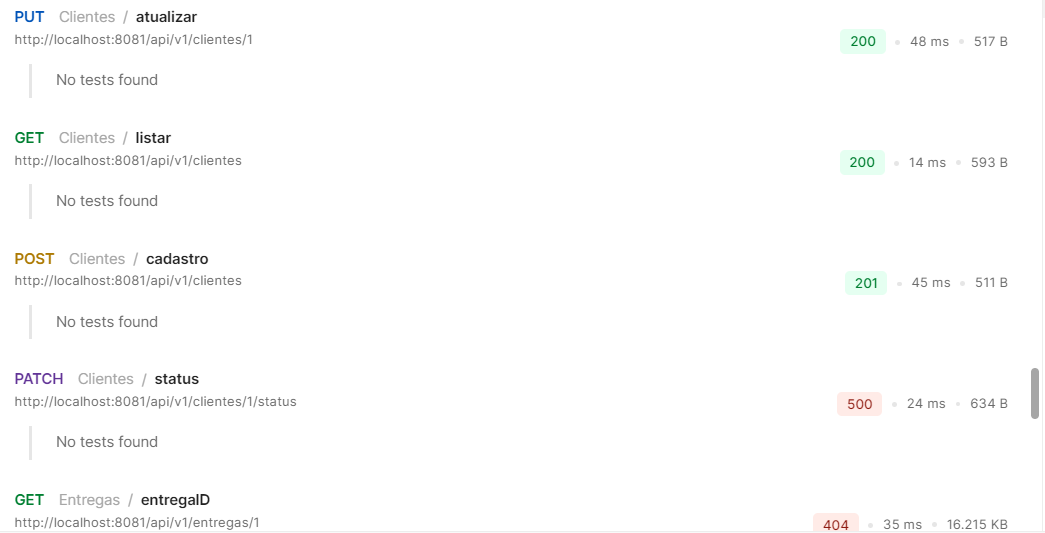 PUT Clientes / atualizar
http://localhost:8081/api/v1/clientes/1
200 • 48 ms • 517 B
No tests found
GET Clientes / listar
http://localhost:8081/api/v1/clientes
200 • 14 ms • 593 B
No tests found
POST Clientes / cadastro
http://localhost:8081/api/v1/clientes
201 • 45 ms • 511 B
No tests found
PATCH Clientes / status
http://localhost:8081/api/v1/clientes/1/status
500 • 24 ms • 634 B
No tests found
GET Entregas / entregaID
http://localhost:8081/api/v1/entregas/1
404 • 35 ms • 16.215 KB